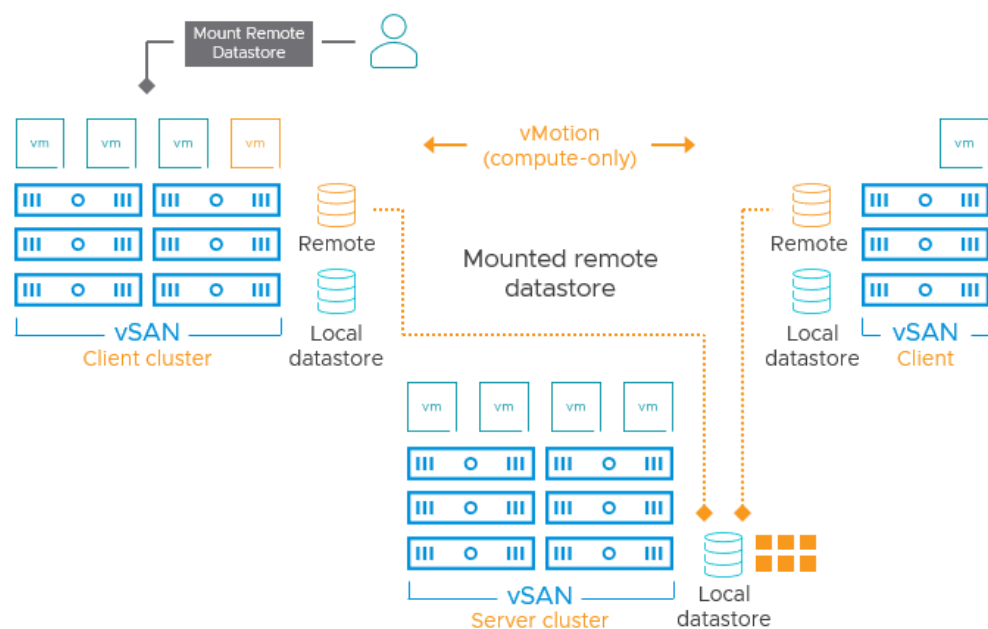 Mount Remote
Datastore
vm
vm
vm
vm
vMotion
(compute-only)
vm
Remote
Local
datastore
vSAN
Client cluster
Mounted remote
datastore
Remote
Local
datastore
vSAN
Client
vm
vm
vm
vm
vSAN
Server cluster
Local
datastore